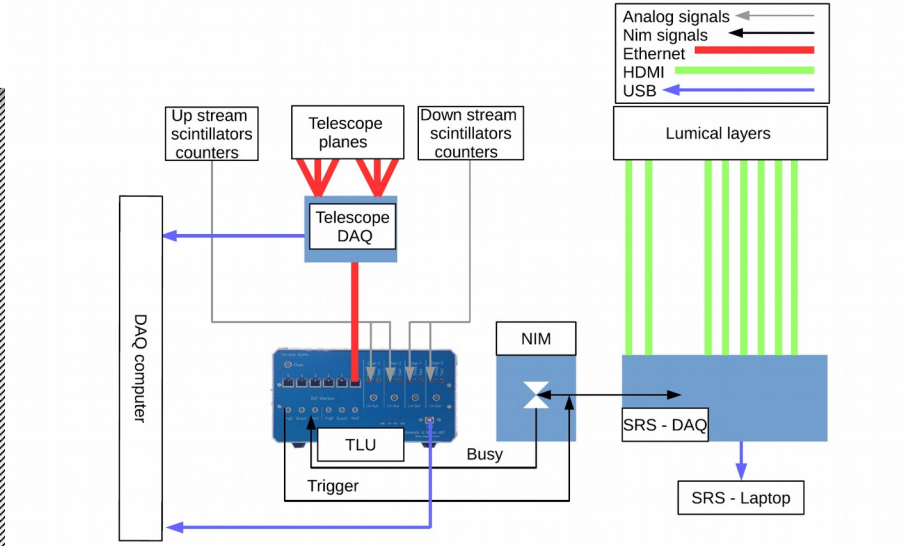 Analog signals
Nim signals
Ethernet
HDMI
USB
Up stream
scintillators
counters
Telescope
planes
Down stream
scintillators
counters
Lumical layers
Telescope
DAQ
DAQ computer
NIM
TLU
SRS - DAQ
Busy
Trigger
SRS - Laptop